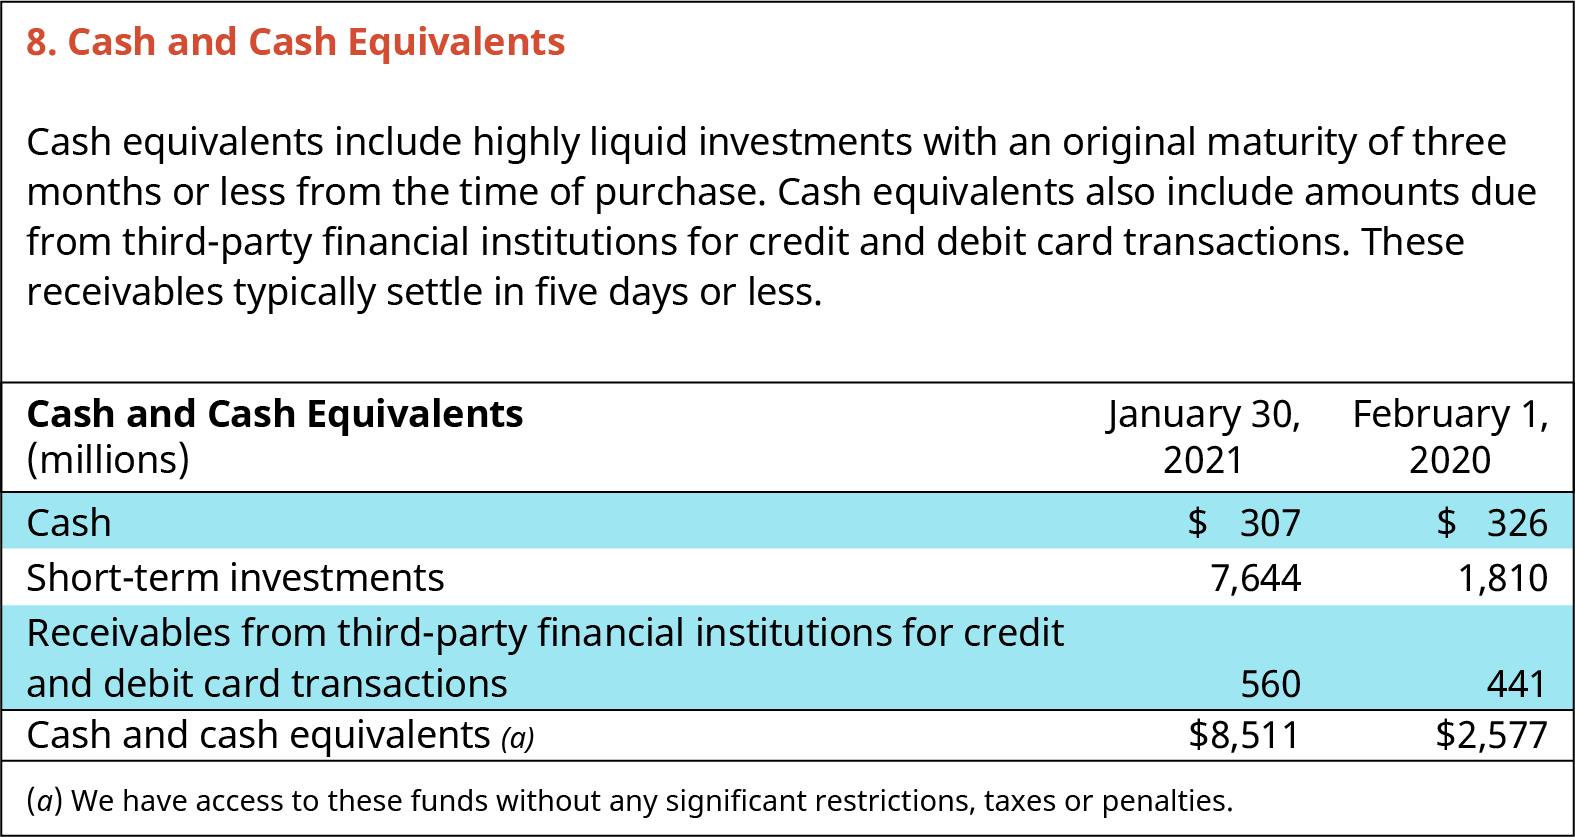 8. Cash and Cash Equivalents
Cash equivalents include highly liquid investments with an original maturity of three
months or less from the time of purchase. Cash equivalents also include amounts due
from third-party financial institutions for credit and debit card transactions. These
receivables typically settle in five days or less.
Cash and Cash Equivalents January 30, February 1,
(millions) 2021 2020
Cash $ 307 $ 326
Short-term investments 7,644 1,810
Receivables from third-party financial institutions for credit
and debit card transactions 560 441
Cash and cash equivalents (a) $8,511 $2,577
(a) We have access to these funds without any significant restrictions, taxes or penalties.